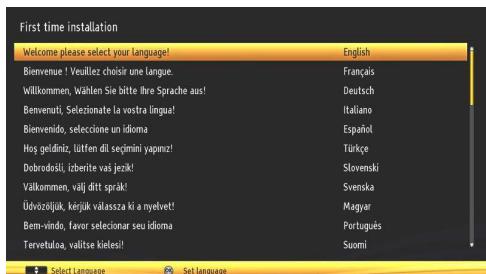 First time installation
Welcome please select your language! English
Bienvenue ! Veuillez choisir une langue. Français
Willkommen, Wählen Sie bitte Ihre Sprache aus! Deutsch
Benvenuti, Selezionate la vostra lingua! Italiano
Bienvenido, seleccione un idioma Español
Hoş geldiniz, lütfen dil seçimini yapınız! Türkçe
Dobrodošli, izberite vaš jezik! Slovenski
Välkommen, välj ditt språk! Svenska
Üdvözöljük, kérjük válassza ki a nyelvet! Magyar
Bem-vindo, favor selecionar seu idioma Português
Tervetuloa, valitse kielesi! Suomi
Select Language Set language